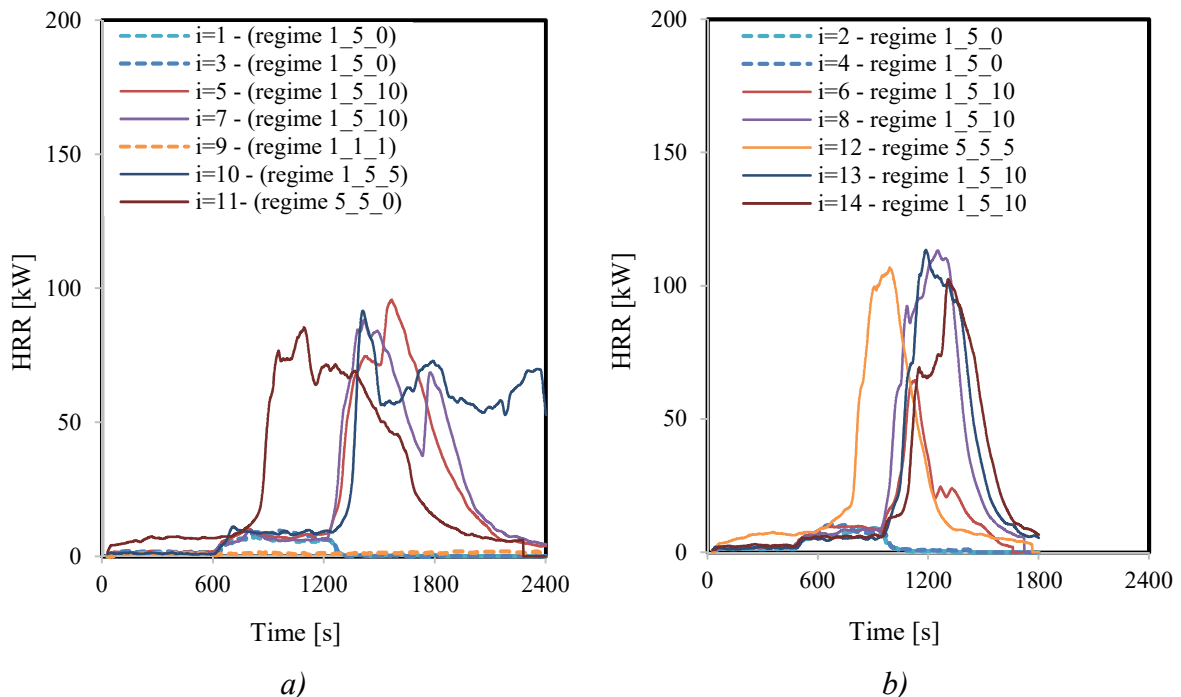 200
150
100
50
0
HRR [kW]
i=1 - (regime 1_5_0)
i=3 - (regime 1_5_0)
i=5 - (regime 1_5_10)
i=7 - (regime 1_5_10)
i=9 - (regime 1_1_1)
i=10 - (regime 1_5_5)
i=11- (regime 5_5_0)
0 600 1200 1800 2400
Time [s]
a)
200
150
100
50
0
HRR [kW]
i=2 - regime 1_5_0
i=4 - regime 1_5_0
i=6 - regime 1_5_10
i=8 - regime 1_5_10
i=12 - regime 5_5_5
i=13 - regime 1_5_10
i=14 - regime 1_5_10
0 600 1200 1800 2400
Time [s]
b)